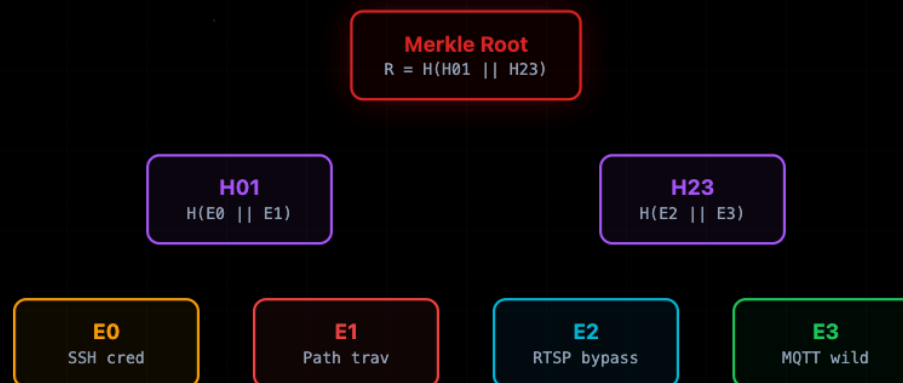 Merkle Root
R = H(H01 || H23)
H01
H23
H(E0 || E1)
H(E2 || E3)
E0
E1
E2
E3
SSH cred
Path trav
RTSP bypass
MQTT wild